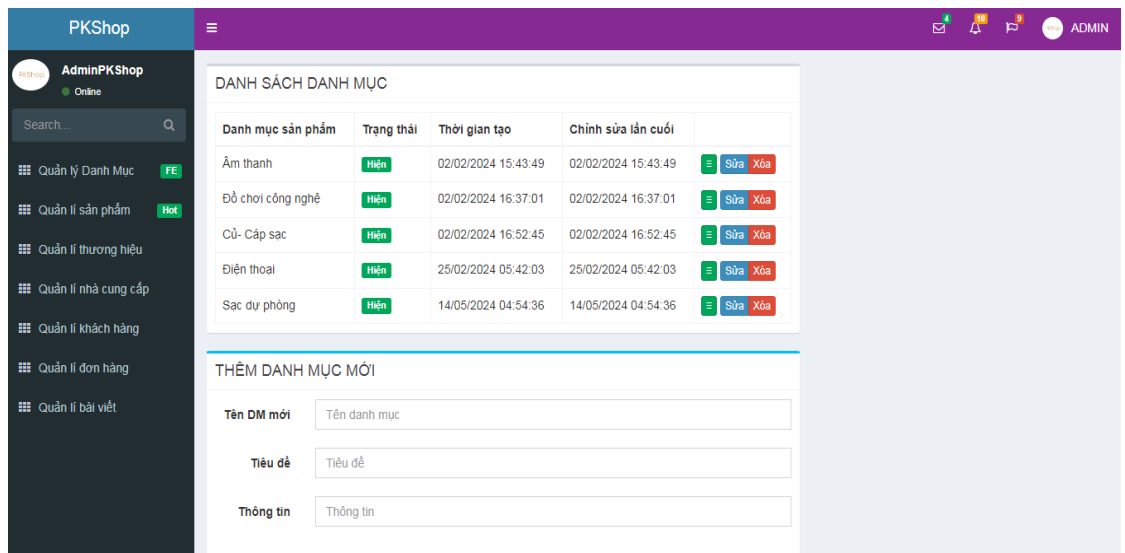 PKShop
4 10 9 ADMIN
PKShop AdminPKShop
Online
Search...
Quản lý Danh Mục FE
Quản lí sản phẩm Hot
Quản lí thương hiệu
Quản lí nhà cung cấp
Quản lí khách hàng
Quản lí đơn hàng
Quản lí bài viết
DANH SÁCH DANH MỤC
Danh mục sản phẩm Trạng thái Thời gian tạo Chỉnh sửa lần cuối
Âm thanh Hiện 02/02/2024 15:43:49 02/02/2024 15:43:49 Sửa Xóa
Đồ chơi công nghệ Hiện 02/02/2024 16:37:01 02/02/2024 16:37:01 Sửa Xóa
Củ- Cáp sạc Hiện 02/02/2024 16:52:45 02/02/2024 16:52:45 Sửa Xóa
Điện thoại Hiện 25/02/2024 05:42:03 25/02/2024 05:42:03 Sửa Xóa
Sạc dự phòng Hiện 14/05/2024 04:54:36 14/05/2024 04:54:36 Sửa Xóa
THÊM DANH MỤC MỚI
Tên DM mới Tên danh mục
Tiêu đề Tiêu đề
Thông tin Thông tin